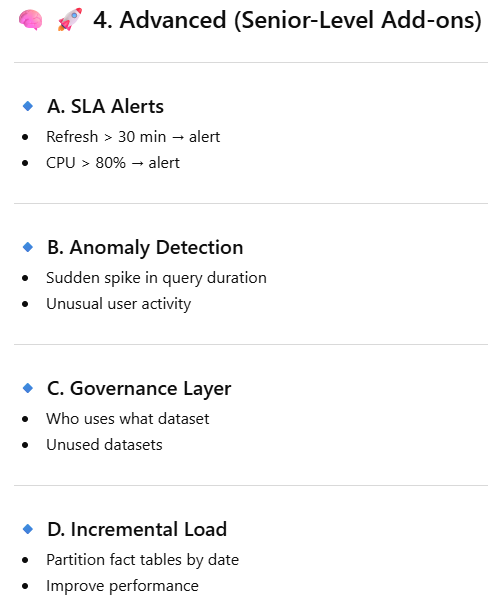 🧠 🚀 4. Advanced (Senior-Level Add-ons)
🔹 A. SLA Alerts
• Refresh > 30 min → alert
• CPU > 80% → alert
🔹 B. Anomaly Detection
• Sudden spike in query duration
• Unusual user activity
🔹 C. Governance Layer
• Who uses what dataset
• Unused datasets
🔹 D. Incremental Load
• Partition fact tables by date
• Improve performance